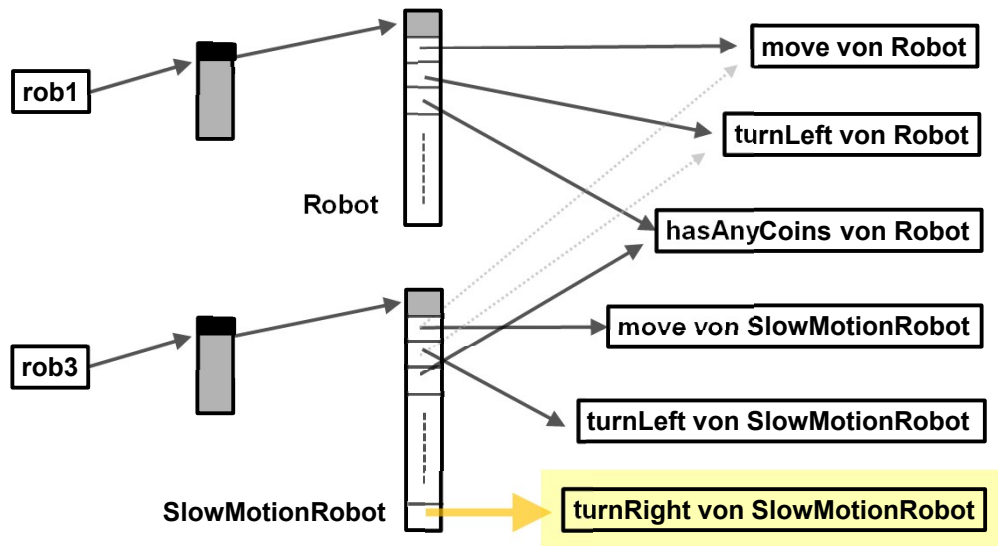 move von Robot
rob1
turnLeft von Robot
Robot
hasAnyCoins von Robot
move von SlowMotionRobot
rob3
turnLeft von SlowMotionRobot
SlowMotionRobot
turnRight von SlowMotionRobot